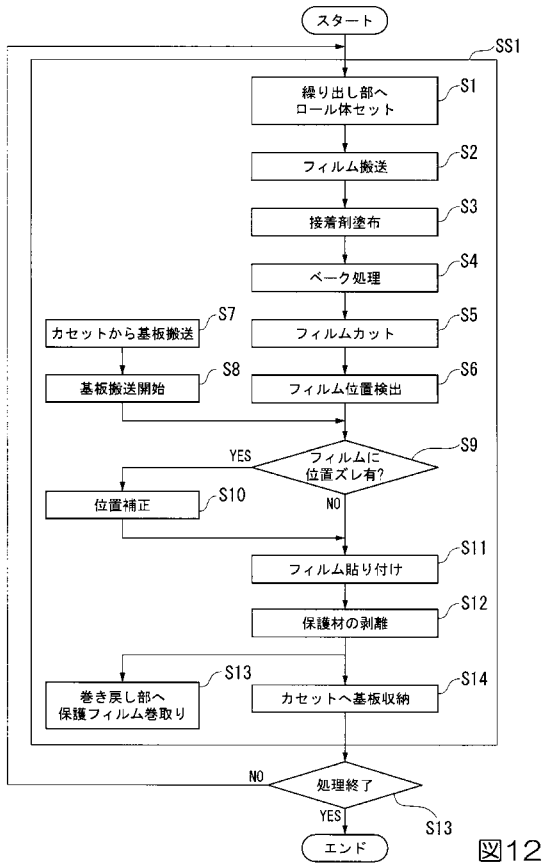 スタート
SS1
S1
繰り出し部へ
ロール体セット
S2
フィルム搬送
S3
接着剤塗布
S4
ベーク処理
S5
フィルムカット
S7
カセットから基板搬送
S8
基板搬送開始
S6
フィルム位置検出
S9
フィルムに
位置ズレ有?
YES
NO
S10
位置補正
S11
フィルム貼り付け
S12
保護材の剥離
S13
巻き戻し部へ
保護フィルム巻取り
S14
カセットへ基板収納
NO
処理終了
S13
YES
エンド
図12